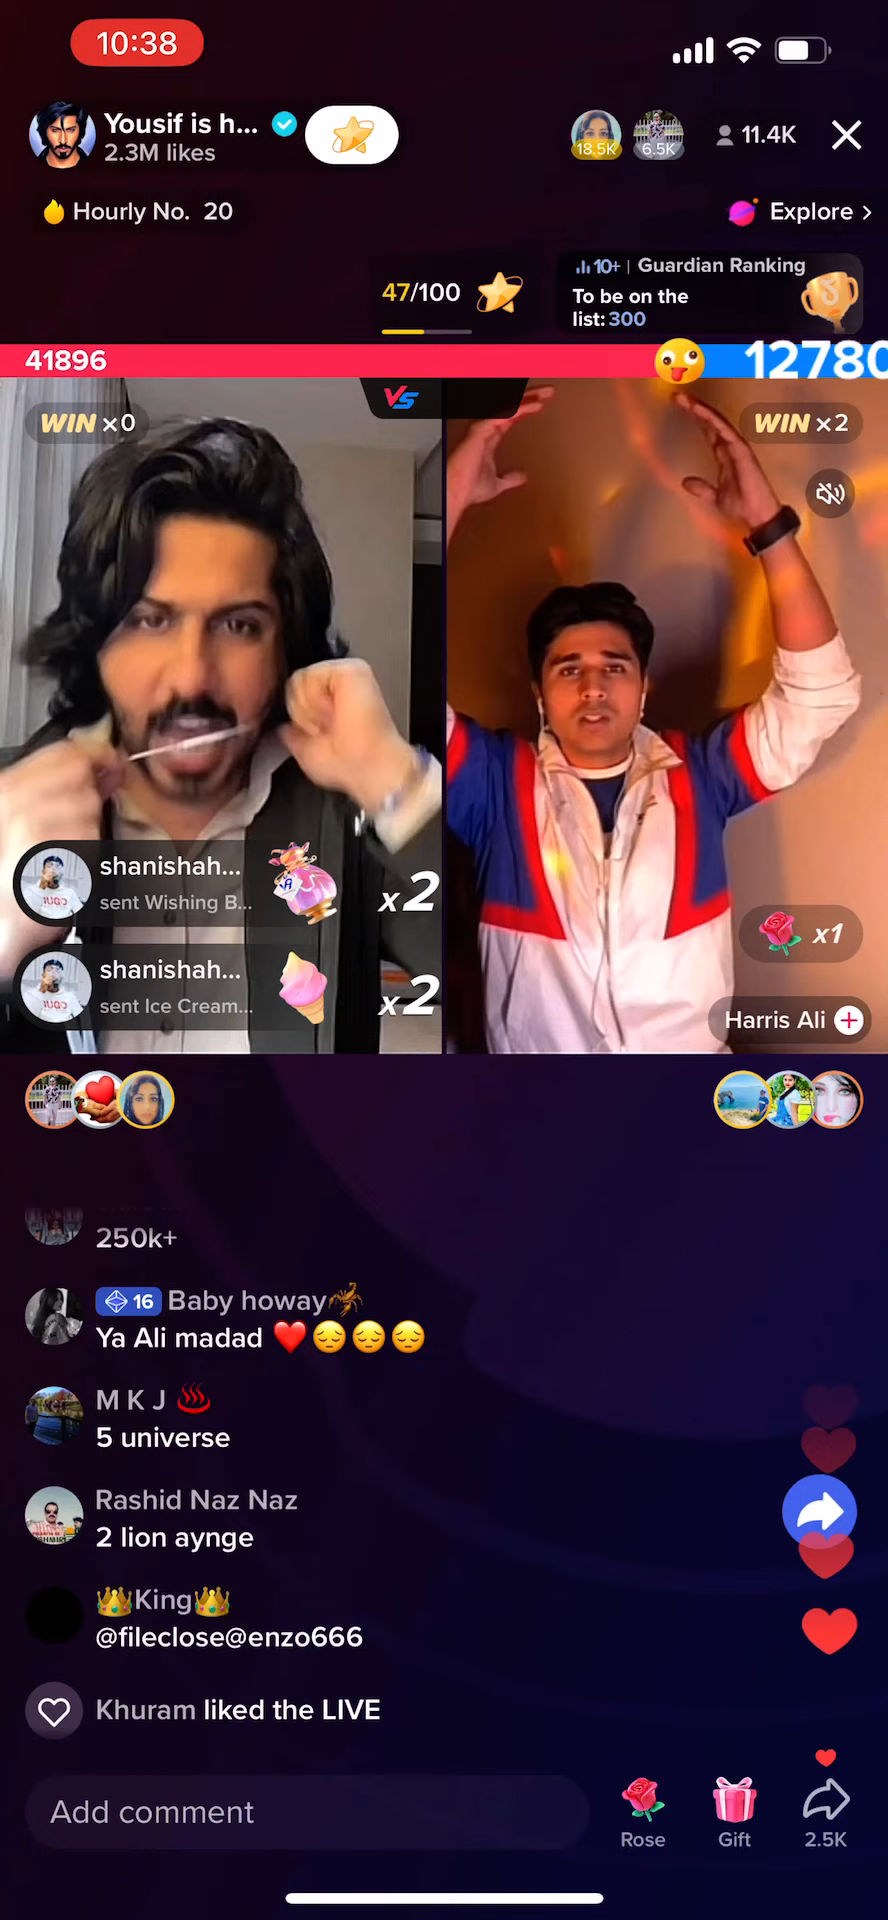 10:38
Yousif is h...
2.3M likes
18.5K
6.5K
11.4K
Hourly No. 20
Explore >
47/100
10+ | Guardian Ranking
To be on the
list: 300
41896
12780
VS
WIN x0
WIN x2
shanishah...
sent Wishing B...
x2
shanishah...
sent Ice Cream...
x2
x1
Harris Ali
250k+
16 Baby howay🦂
Ya Ali madad ❤️😔😔😔
M K J ♨️
5 universe
Rashid Naz Naz
2 lion aynge
👑King👑
@fileclose@enzo666
Khuram liked the LIVE
Add comment
Rose
Gift
2.5K